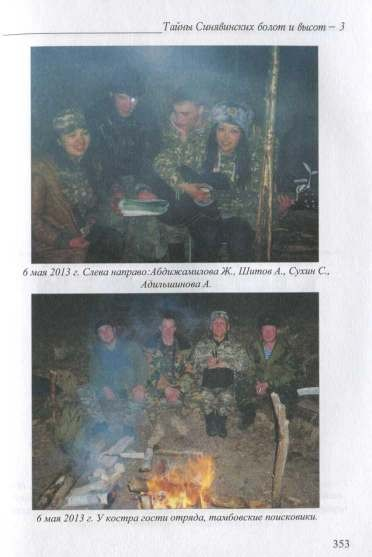 Тайны Синявинских болот и высот – 3
6 мая 2013 г. Слева направо:Абдижамилова Ж., Шитов А., Сухин С.,
Адильшинова А.
6 мая 2013 г. У костра гости отряда, тамбовские поисковики.
353